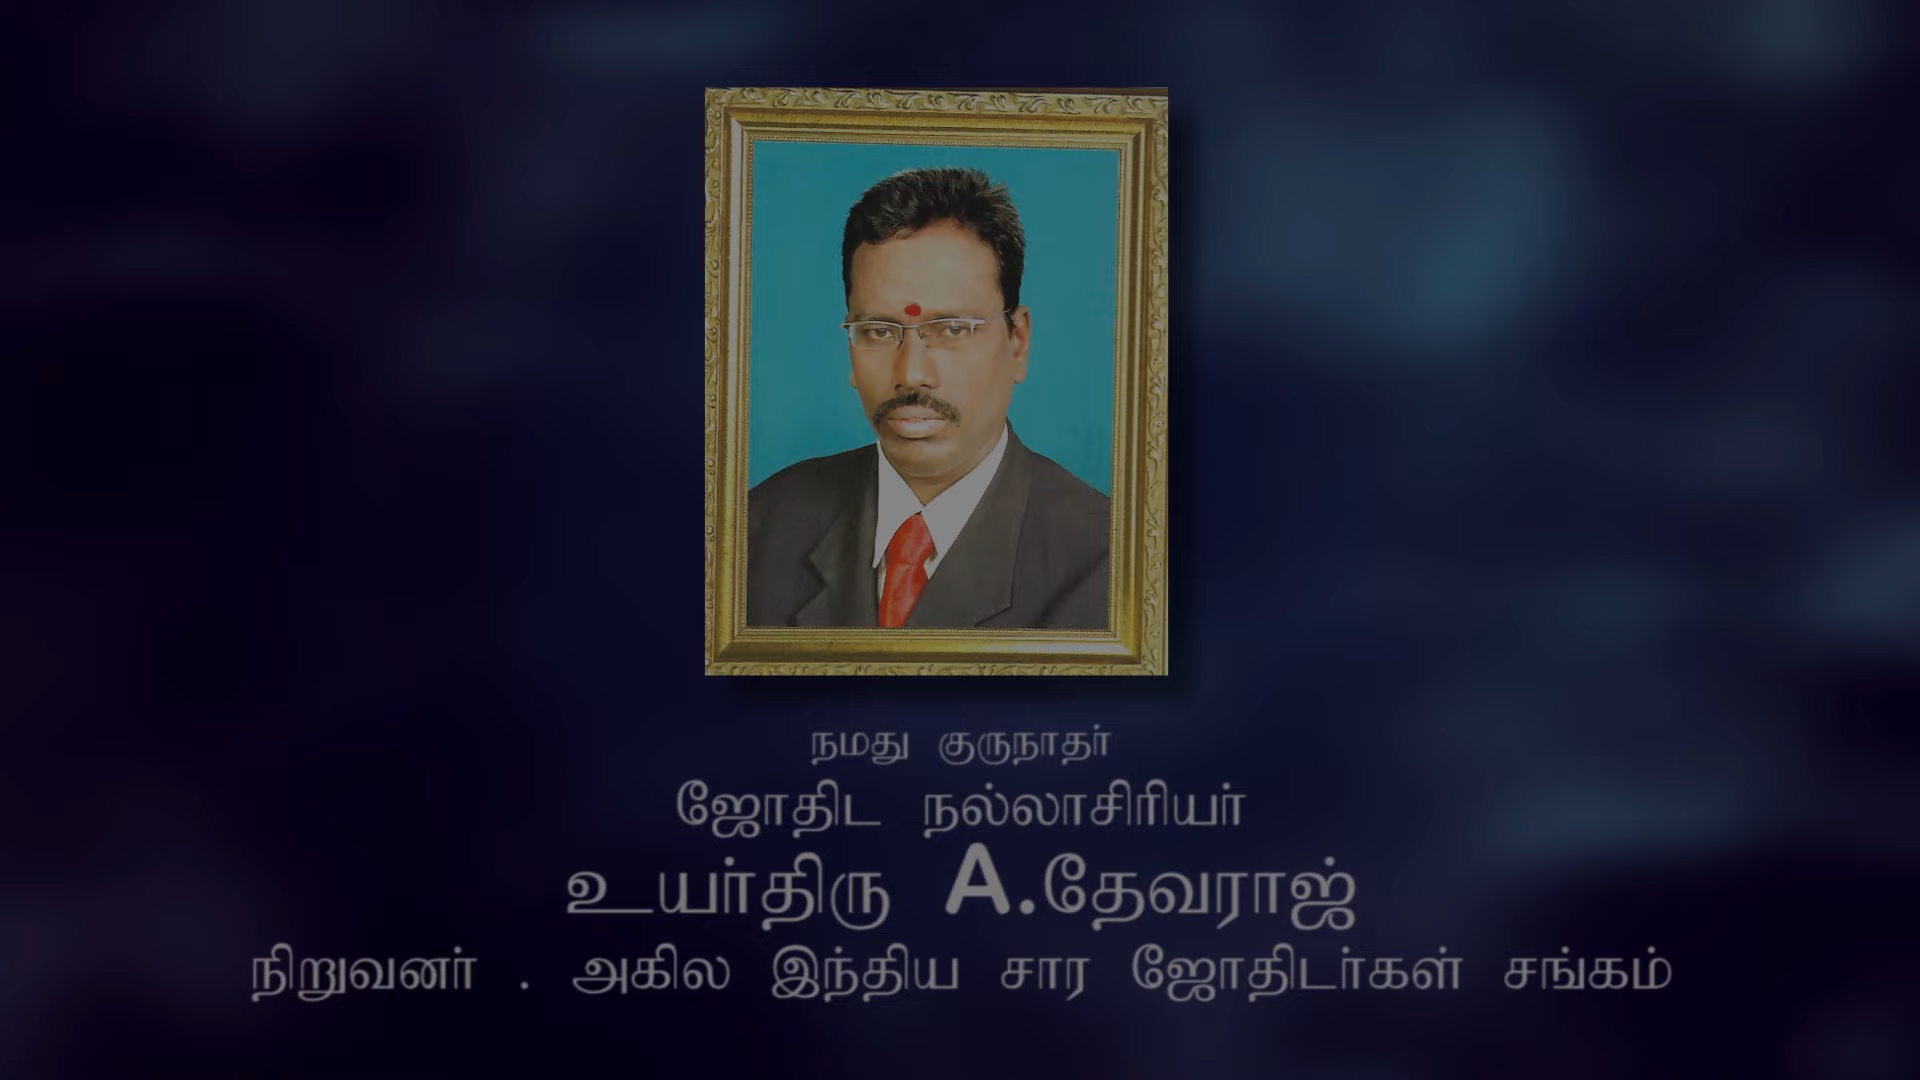 நமது குருநாதர்
ஜோதிட நல்லாசிரியர்
உயர்திரு A.தேவராஜ்
நிறுவனர் . அகில இந்திய சார ஜோதிடர்கள் சங்கம்